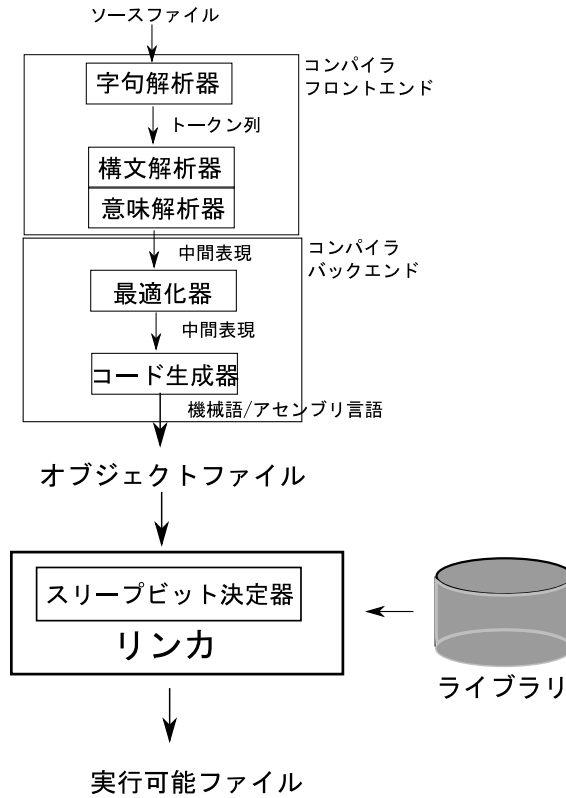 ソースファイル
コンパイラ
フロントエンド
字句解析器
トークン列
構文解析器
意味解析器
中間表現
コンパイラ
バックエンド
最適化器
中間表現
コード生成器
機械語/アセンブリ言語
オブジェクトファイル
スリープビット決定器
リンカ
ライブラリ
実行可能ファイル